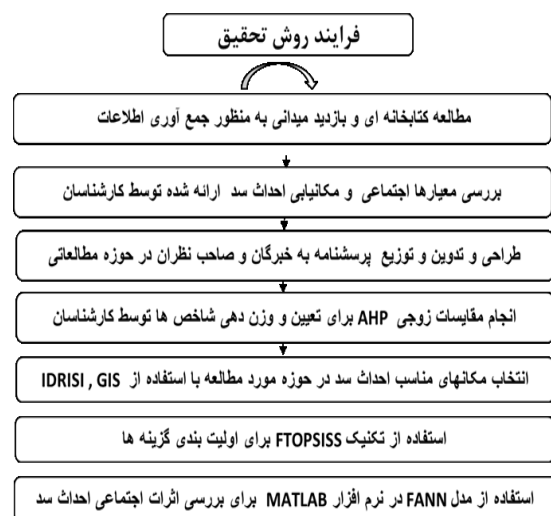 فرایند روش تحقیق
مطالعه کتابخانه ای و بازدید میدانی به منظور جمع آوری اطلاعات
بررسی معیارها اجتماعی و مکانیابی احداث سد ارائه شده توسط کارشناسان
طراحی و تدوین و توزیع پرسشنامه به خبرگان و صاحب نظران در حوزه مطالعاتی
انجام مقایسات زوجی AHP برای تعیین و وزن دهی شاخص ها توسط کارشناسان
انتخاب مکانهای مناسب احداث سد در حوزه مورد مطالعه با استفاده از IDRISI , GIS
استفاده از تکنیک FTOPSISS برای اولیت بندی گزینه ها
استفاده از مدل FANN در نرم افزار MATLAB برای بررسی اثرات اجتماعی احداث سد